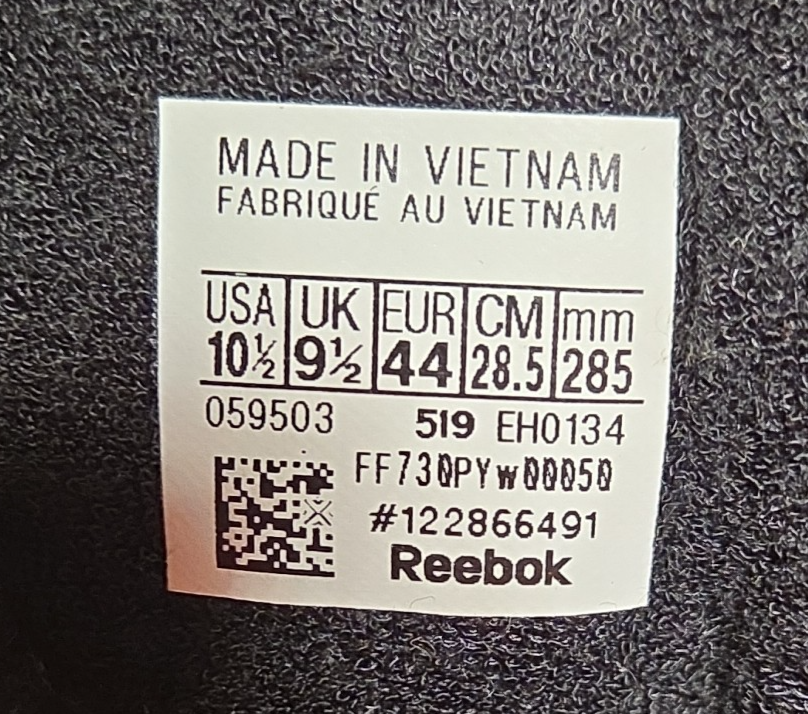 MADE IN VIETNAM
FABRIQUÉ AU VIETNAM
USA UK EUR CM mm
10½ 9½ 44 28.5 285
059503 519 EH0134
FF730PYw00050
#122866491
Reebok